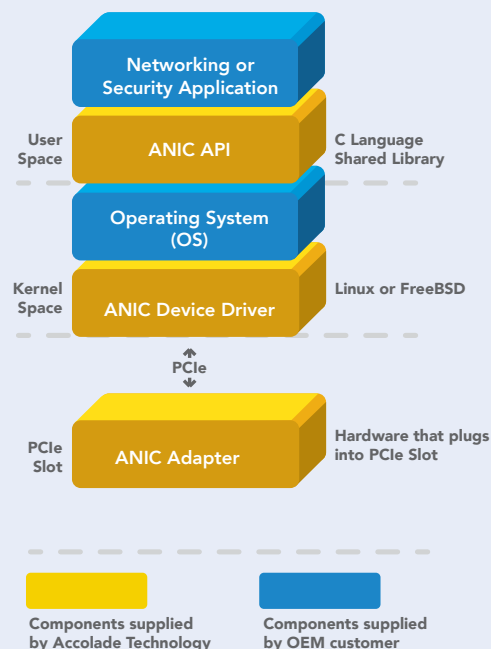 Networking or
Security Application
User
Space
ANIC API
C Language
Shared Library
Operating System
(OS)
Kernel
Space
ANIC Device Driver
Linux or FreeBSD
PCIe
PCIe
Slot
ANIC Adapter
Hardware that plugs
into PCIe Slot
Components supplied
by Accolade Technology
Components supplied
by OEM customer